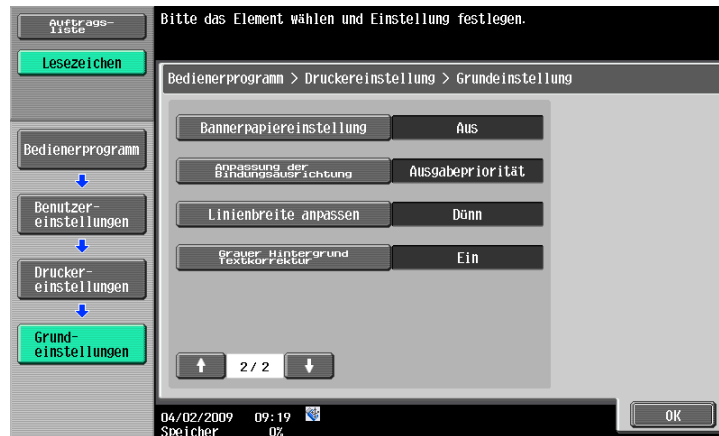 Auftrags-
liste
Bitte das Element wählen und Einstellung festlegen.
Lesezeichen
Bedienerprogramm > Druckereinstellung > Grundeinstellung
Bannerpapiereinstellung Aus
Bedienerprogramm
Anpassung der
Bindungsausrichtung Ausgabepriorität
Benutzer-
einstellungen
Linienbreite anpassen Dünn
Grauer Hintergrund
Textkorrektur Ein
Drucker-
einstellungen
Grund-
einstellungen
2/ 2
04/02/2009 09:19
Speicher 0%
OK